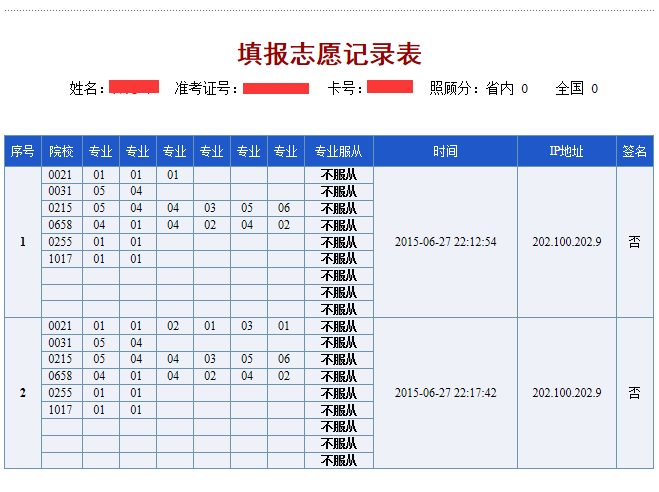 填报志愿记录表
姓名： 准考证号： 卡号： 照顾分：省内 0 全国 0
序号 院校 专业 专业 专业 专业 专业 专业 专业服从 时间 IP地址 签名
0021 01 01 01 不服从
0031 05 04 不服从
0215 05 04 04 03 05 06 不服从
0658 04 01 04 02 04 02 不服从
1 0255 01 01 不服从 2015-06-27 22:12:54 202.100.202.9 否
1017 01 01 不服从
不服从
不服从
不服从
0021 01 01 02 01 03 01 不服从
0031 05 04 不服从
0215 05 04 04 03 05 06 不服从
0658 04 01 04 02 04 02 不服从
2 0255 01 01 不服从 2015-06-27 22:17:42 202.100.202.9 否
1017 01 01 不服从
不服从
不服从
不服从